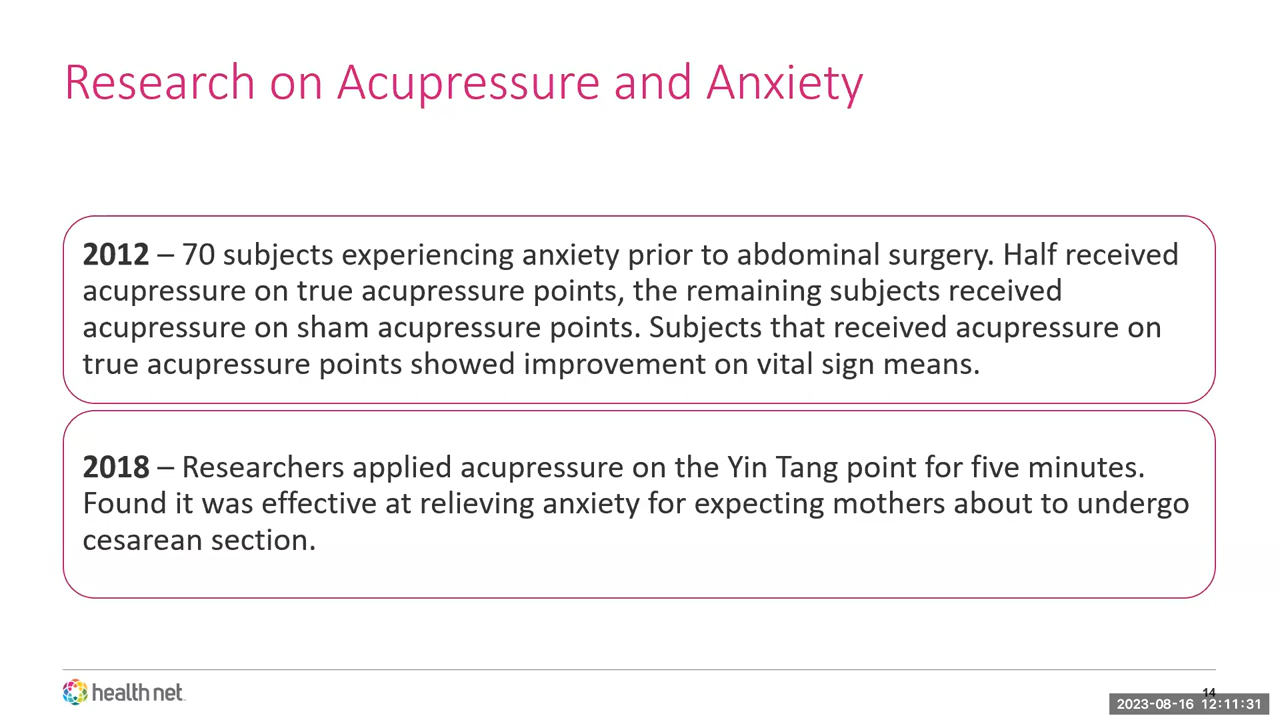 Research on Acupressure and Anxiety
2012 – 70 subjects experiencing anxiety prior to abdominal surgery. Half received
acupressure on true acupressure points, the remaining subjects received
acupressure on sham acupressure points. Subjects that received acupressure on
true acupressure points showed improvement on vital sign means.
2018 – Researchers applied acupressure on the Yin Tang point for five minutes.
Found it was effective at relieving anxiety for expecting mothers about to undergo
cesarean section.
health net
14
2023-08-16 12:11:31